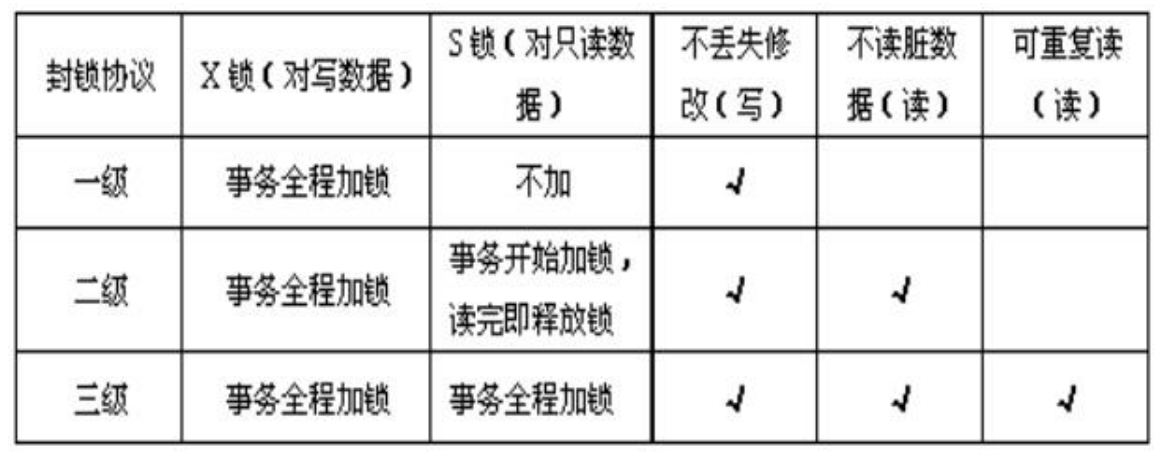 封锁协议 X 锁(对写数据) S 锁(对只读数据) 不丢失修改(写) 不读脏数据(读) 可重复读(读)
一级 事务全程加锁 不加 √
二级 事务全程加锁 事务开始加锁,读完即释放锁 √ √
三级 事务全程加锁 事务全程加锁 √ √ √